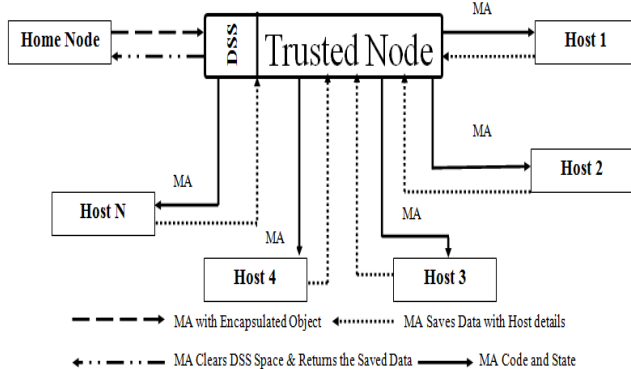 MA
Home Node
DSS
Trusted Node
Host 1
MA
Host 2
MA
Host N
MA
Host 4
Host 3
MA with Encapsulated Object
MA Saves Data with Host details
MA Clears DSS Space & Returns the Saved Data
MA Code and State